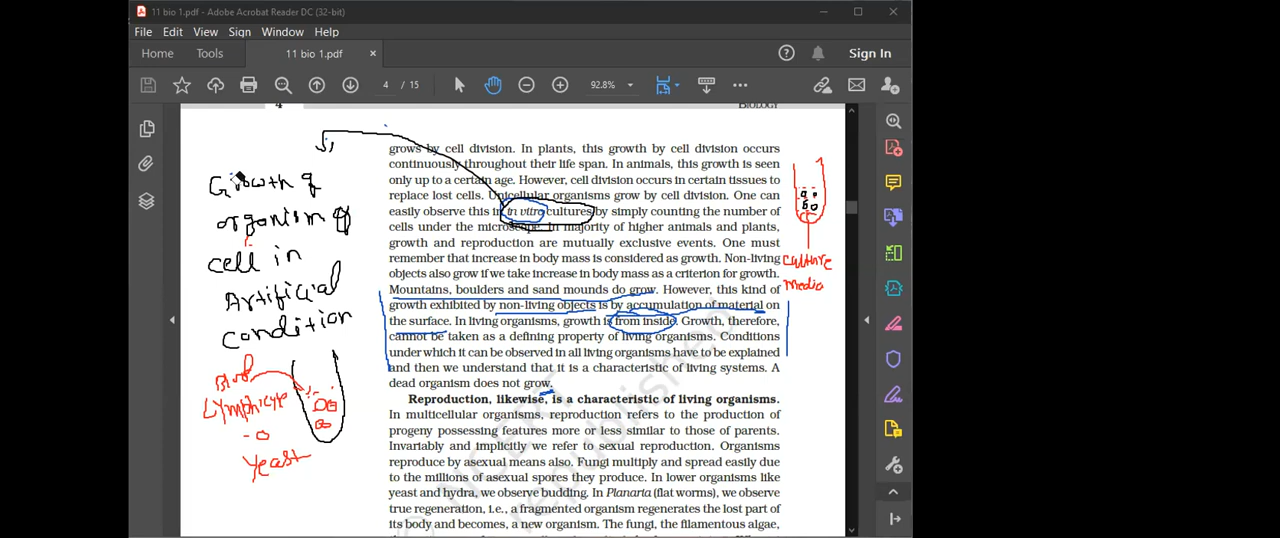 11 bio 1.pdf - Adobe Acrobat Reader DC (32-bit)
File Edit View Sign Window Help
Home Tools 11 bio 1.pdf × Sign In
4 / 15 92.8%
4 BIOLOGY
grows by cell division. In plants, this growth by cell division occurs
continuously throughout their life span. In animals, this growth is seen
only up to a certain age. However, cell division occurs in certain tissues to
replace lost cells. Unicellular organisms grow by cell division. One can
easily observe this in in vitro cultures by simply counting the number of
cells under the microscope. In majority of higher animals and plants,
growth and reproduction are mutually exclusive events. One must
remember that increase in body mass is considered as growth. Non-living
objects also grow if we take increase in body mass as a criterion for growth.
Mountains, boulders and sand mounds do grow. However, this kind of
growth exhibited by non-living objects is by accumulation of material on
the surface. In living organisms, growth is from inside. Growth, therefore,
cannot be taken as a defining property of living organisms. Conditions
under which it can be observed in all living organisms have to be explained
and then we understand that it is a characteristic of living systems. A
dead organism does not grow.
Reproduction, likewise, is a characteristic of living organisms.
In multicellular organisms, reproduction refers to the production of
progeny possessing features more or less similar to those of parents.
Invariably and implicitly we refer to sexual reproduction. Organisms
reproduce by asexual means also. Fungi multiply and spread easily due
to the millions of asexual spores they produce. In lower organisms like
yeast and hydra, we observe budding. In Planaria (flat worms), we observe
true regeneration, i.e., a fragmented organism regenerates the lost part of
its body and becomes, a new organism. The fungi, the filamentous algae,
Growth of
organism of
cell in
Artificial
condition
Lymphicyte
Yeast
Culture
Media
© NCERT
republished